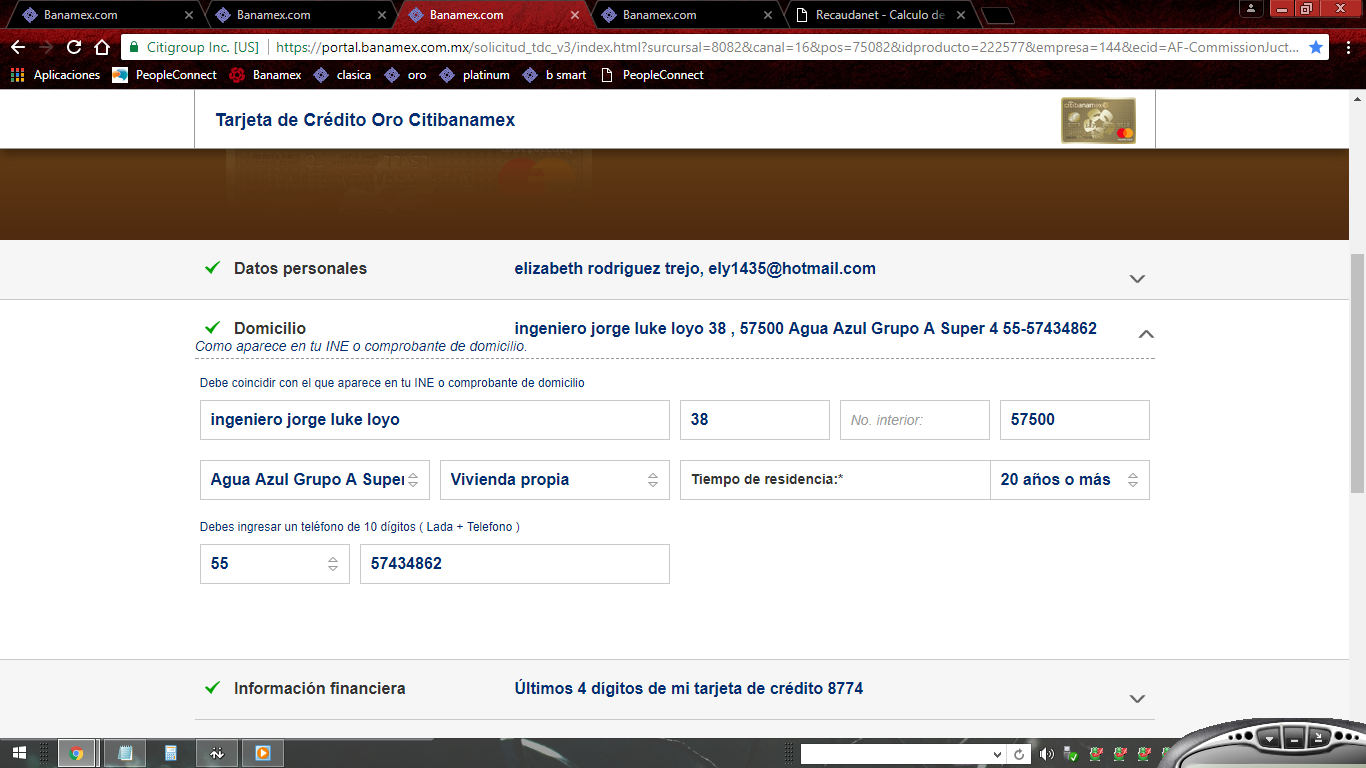 Banamex.com
Banamex.com
Banamex.com
Banamex.com
Recaudanet - Calculo de
Citigroup Inc. [US]
https://portal.banamex.com.mx/solicitud_tdc_v3/index.html?surcursal=8082&canal=16&pos=75082&idproducto=222577&empresa=144&ecid=AF-CommissionJuct...
Aplicaciones PeopleConnect Banamex clasica oro platinum b smart PeopleConnect
Tarjeta de Crédito Oro Citibanamex
citibanamex
Datos personales elizabeth rodriguez trejo, ely1435@hotmail.com
Domicilio ingeniero jorge luke loyo 38 , 57500 Agua Azul Grupo A Super 4 55-57434862
Como aparece en tu INE o comprobante de domicilio.
Debe coincidir con el que aparece en tu INE o comprobante de domicilio
ingeniero jorge luke loyo 38 No. interior: 57500
Agua Azul Grupo A Super Vivienda propia Tiempo de residencia:* 20 años o más
Debes ingresar un teléfono de 10 dígitos ( Lada + Telefono )
55 57434862
Información financiera Últimos 4 dígitos de mi tarjeta de crédito 8774